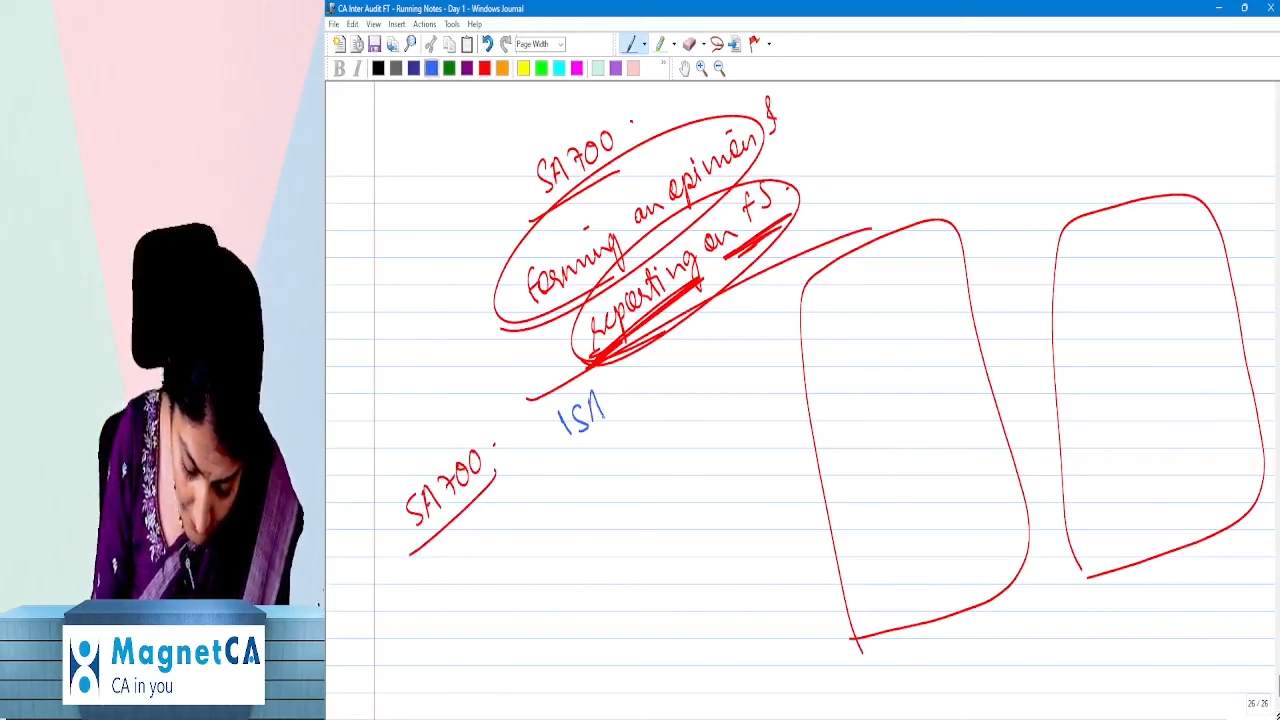 CA Inter Audit FT - Running Notes - Day 1 - Windows Journal
File Edit View Insert Actions Tools Help
Page Width
B I
SA 700.
forming an opinion &
reporting on FS.
ISA
SA 700.
MagnetCA
CA in you
26 / 26